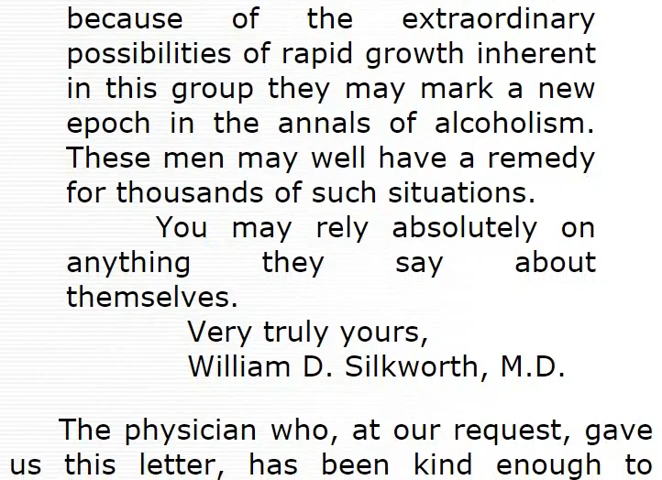 because of the extraordinary
possibilities of rapid growth inherent
in this group they may mark a new
epoch in the annals of alcoholism.
These men may well have a remedy
for thousands of such situations.
You may rely absolutely on
anything they say about
themselves.
Very truly yours,
William D. Silkworth, M.D.
The physician who, at our request, gave
us this letter, has been kind enough to